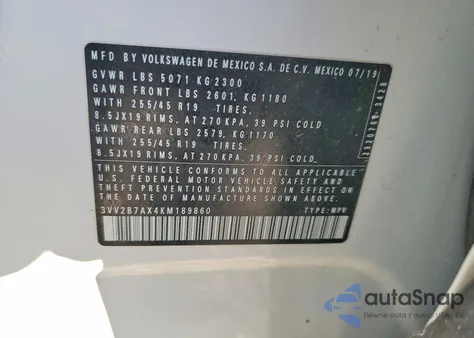 MFD BY VOLKSWAGEN DE MEXICO S.A. DE C.V. MEXICO 07/19
GVWR LBS 5071 KG 2300
GAWR FRONT LBS 2601, KG 1180
WITH 255/45 R19 TIRES,
8.5JX19 RIMS, AT 270 KPA, 39 PSI COLD
GAWR REAR LBS 2579, KG 1170
WITH 255/45 R19 TIRES,
8.5JX19 RIMS, AT 270 KPA, 39 PSI COLD
THIS VEHICLE CONFORMS TO ALL APPLICABLE
U.S. FEDERAL MOTOR VEHICLE SAFETY AND
THEFT PREVENTION STANDARDS IN EFFECT ON
THE DATE OF MANUFACTURE SHOWN ABOVE.
3VV2B7AX4KM189860 TYPE: MPV
autoSnap